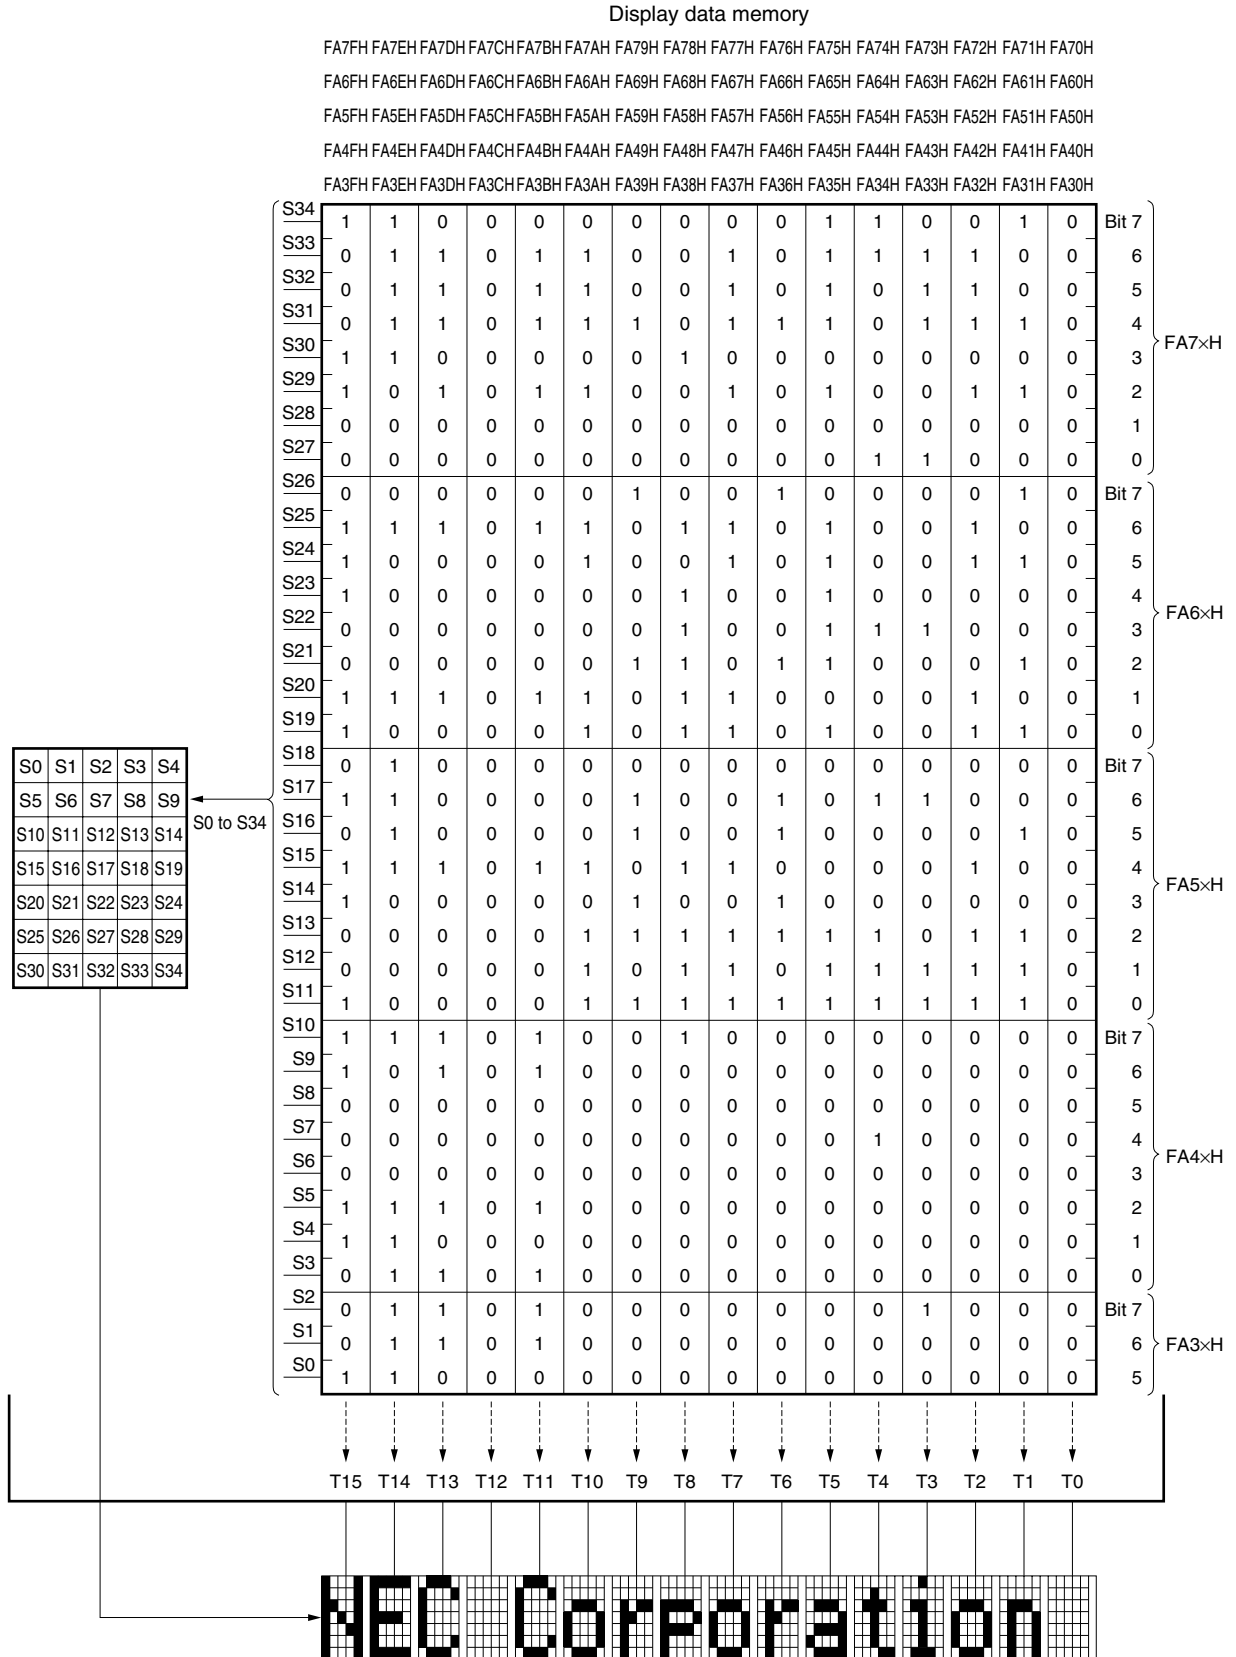 Display data memory
FA7FH FA7EH FA7DH FA7CH FA7BH FA7AH FA79H FA78H FA77H FA76H FA75H FA74H FA73H FA72H FA71H FA70H
FA6FH FA6EH FA6DH FA6CH FA6BH FA6AH FA69H FA68H FA67H FA66H FA65H FA64H FA63H FA62H FA61H FA60H
FA5FH FA5EH FA5DH FA5CH FA5BH FA5AH FA59H FA58H FA57H FA56H FA55H FA54H FA53H FA52H FA51H FA50H
FA4FH FA4EH FA4DH FA4CH FA4BH FA4AH FA49H FA48H FA47H FA46H FA45H FA44H FA43H FA42H FA41H FA40H
FA3FH FA3EH FA3DH FA3CH FA3BH FA3AH FA39H FA38H FA37H FA36H FA35H FA34H FA33H FA32H FA31H FA30H
S34 1 1 0 0 0 0 0 0 0 0 1 1 0 0 1 0 Bit 7
S33 0 1 1 0 1 1 0 0 1 0 1 1 1 1 0 0 6
S32 0 1 1 0 1 1 0 0 1 0 1 0 1 1 0 0 5
S31 0 1 1 0 1 1 1 0 1 1 1 0 1 1 1 0 4
FA7×H
S30 1 1 0 0 0 0 0 1 0 0 0 0 0 0 0 0 3
S29 1 0 1 0 1 1 0 0 1 0 1 0 0 1 1 0 2
S28 0 0 0 0 0 0 0 0 0 0 0 0 0 0 0 0 1
S27 0 0 0 0 0 0 0 0 0 0 0 1 1 0 0 0 0
S26 0 0 0 0 0 0 1 0 0 1 0 0 0 0 1 0 Bit 7
S25 1 1 1 0 1 1 0 1 1 0 1 0 0 1 0 0 6
S24 1 0 0 0 0 1 0 0 1 0 1 0 0 1 1 0 5
S23 1 0 0 0 0 0 0 1 0 0 1 0 0 0 0 0 4
FA6×H
S22 0 0 0 0 0 0 0 1 0 0 1 1 1 0 0 0 3
S21 0 0 0 0 0 0 1 1 0 1 1 0 0 0 1 0 2
S20 1 1 1 0 1 1 0 1 1 0 0 0 0 1 0 0 1
S19 1 0 0 0 0 1 0 1 1 0 1 0 0 1 1 0 0
S18 0 1 0 0 0 0 0 0 0 0 0 0 0 0 0 0 Bit 7
S17 1 1 0 0 0 0 1 0 0 1 0 1 1 0 0 0 6
S16 0 1 0 0 0 0 1 0 0 1 0 0 0 0 1 0 5
S15 1 1 1 0 1 1 0 1 1 0 0 0 0 1 0 0 4
FA5×H
S14 1 0 0 0 0 0 1 0 0 1 0 0 0 0 0 0 3
S13 0 0 0 0 0 1 1 1 1 1 1 1 0 1 1 0 2
S12 0 0 0 0 0 1 0 1 1 0 1 1 1 1 1 0 1
S11 1 0 0 0 0 1 1 1 1 1 1 1 1 1 1 0 0
S10 1 1 1 0 1 0 0 1 0 0 0 0 0 0 0 0 Bit 7
S9 1 0 1 0 1 0 0 0 0 0 0 0 0 0 0 0 6
S8 0 0 0 0 0 0 0 0 0 0 0 0 0 0 0 0 5
S7 0 0 0 0 0 0 0 0 0 0 0 1 0 0 0 0 4
FA4×H
S6 0 0 0 0 0 0 0 0 0 0 0 0 0 0 0 0 3
S5 1 1 1 0 1 0 0 0 0 0 0 0 0 0 0 0 2
S4 1 1 0 0 0 0 0 0 0 0 0 0 0 0 0 0 1
S3 0 1 1 0 1 0 0 0 0 0 0 0 0 0 0 0 0
S2 0 1 1 0 1 0 0 0 0 0 0 0 1 0 0 0 Bit 7
S1 0 1 1 0 1 0 0 0 0 0 0 0 0 0 0 0 6
FA3×H
S0 1 1 0 0 0 0 0 0 0 0 0 0 0 0 0 0 5
S0 S1 S2 S3 S4
S5 S6 S7 S8 S9
S10 S11 S12 S13 S14
S15 S16 S17 S18 S19
S20 S21 S22 S23 S24
S25 S26 S27 S28 S29
S30 S31 S32 S33 S34
S0 to S34
T15 T14 T13 T12 T11 T10 T9 T8 T7 T6 T5 T4 T3 T2 T1 T0
NEC Corporation